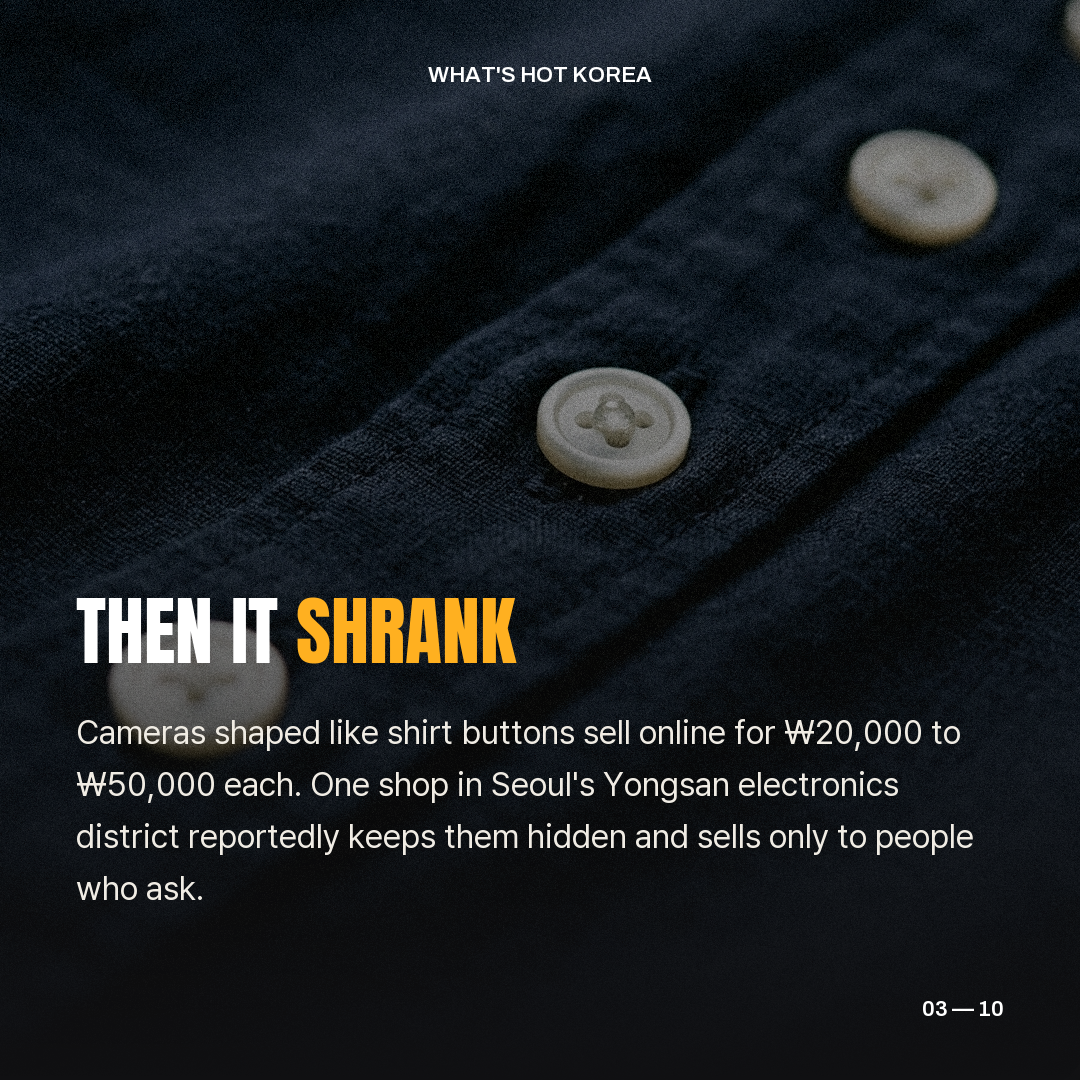 WHAT'S HOT KOREA
THEN IT SHRANK
Cameras shaped like shirt buttons sell online for ₩20,000 to
₩50,000 each. One shop in Seoul's Yongsan electronics
district reportedly keeps them hidden and sells only to people
who ask.
03 — 10